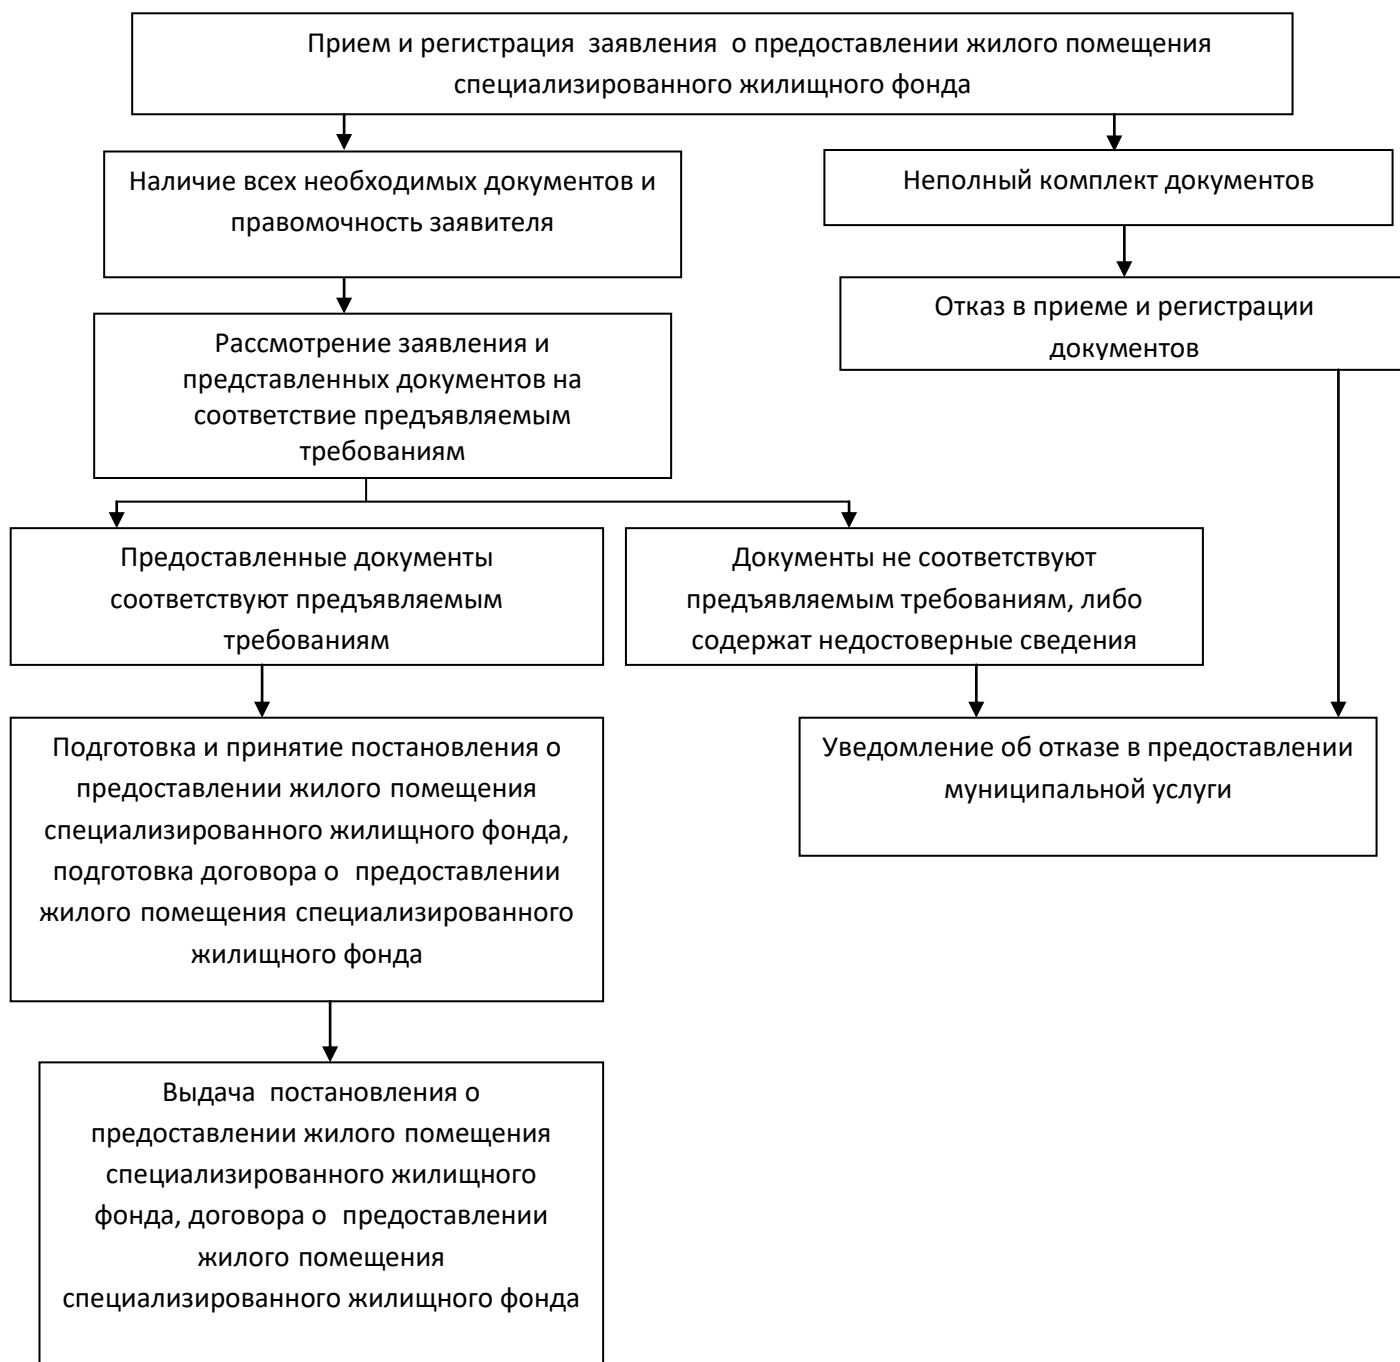 Прием и регистрация заявления о предоставлении жилого помещения
специализированного жилищного фонда
Наличие всех необходимых документов и
правомочность заявителя
Неполный комплект документов
Отказ в приеме и регистрации
документов
Рассмотрение заявления и
представленных документов на
соответствие предъявляемым
требованиям
Предоставленные документы
соответствуют предъявляемым
требованиям
Документы не соответствуют
предъявляемым требованиям, либо
содержат недостоверные сведения
Подготовка и принятие постановления о
предоставлении жилого помещения
специализированного жилищного фонда,
подготовка договора о предоставлении
жилого помещения специализированного
жилищного фонда
Уведомление об отказе в предоставлении
муниципальной услуги
Выдача постановления о
предоставлении жилого помещения
специализированного жилищного
фонда, договора о предоставлении
жилого помещения
специализированного жилищного фонда